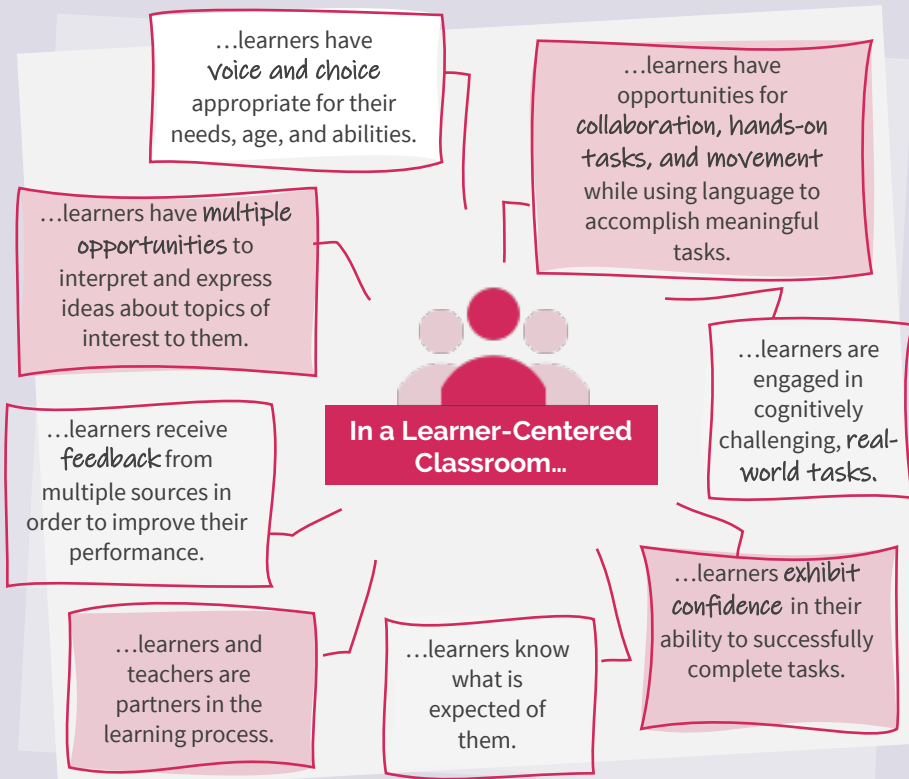 …learners have
voice and choice
appropriate for their
needs, age, and abilities.
…learners have
opportunities for
collaboration, hands-on
tasks, and movement
while using language to
accomplish meaningful
tasks.
…learners have multiple
opportunities to
interpret and express
ideas about topics of
interest to them.
…learners are
engaged in
cognitively
challenging, real-
world tasks.
In a Learner-Centered
Classroom…
…learners receive
feedback from
multiple sources in
order to improve their
performance.
…learners exhibit
confidence in their
ability to successfully
complete tasks.
…learners and
teachers are
partners in the
learning process.
…learners know
what is
expected of
them.